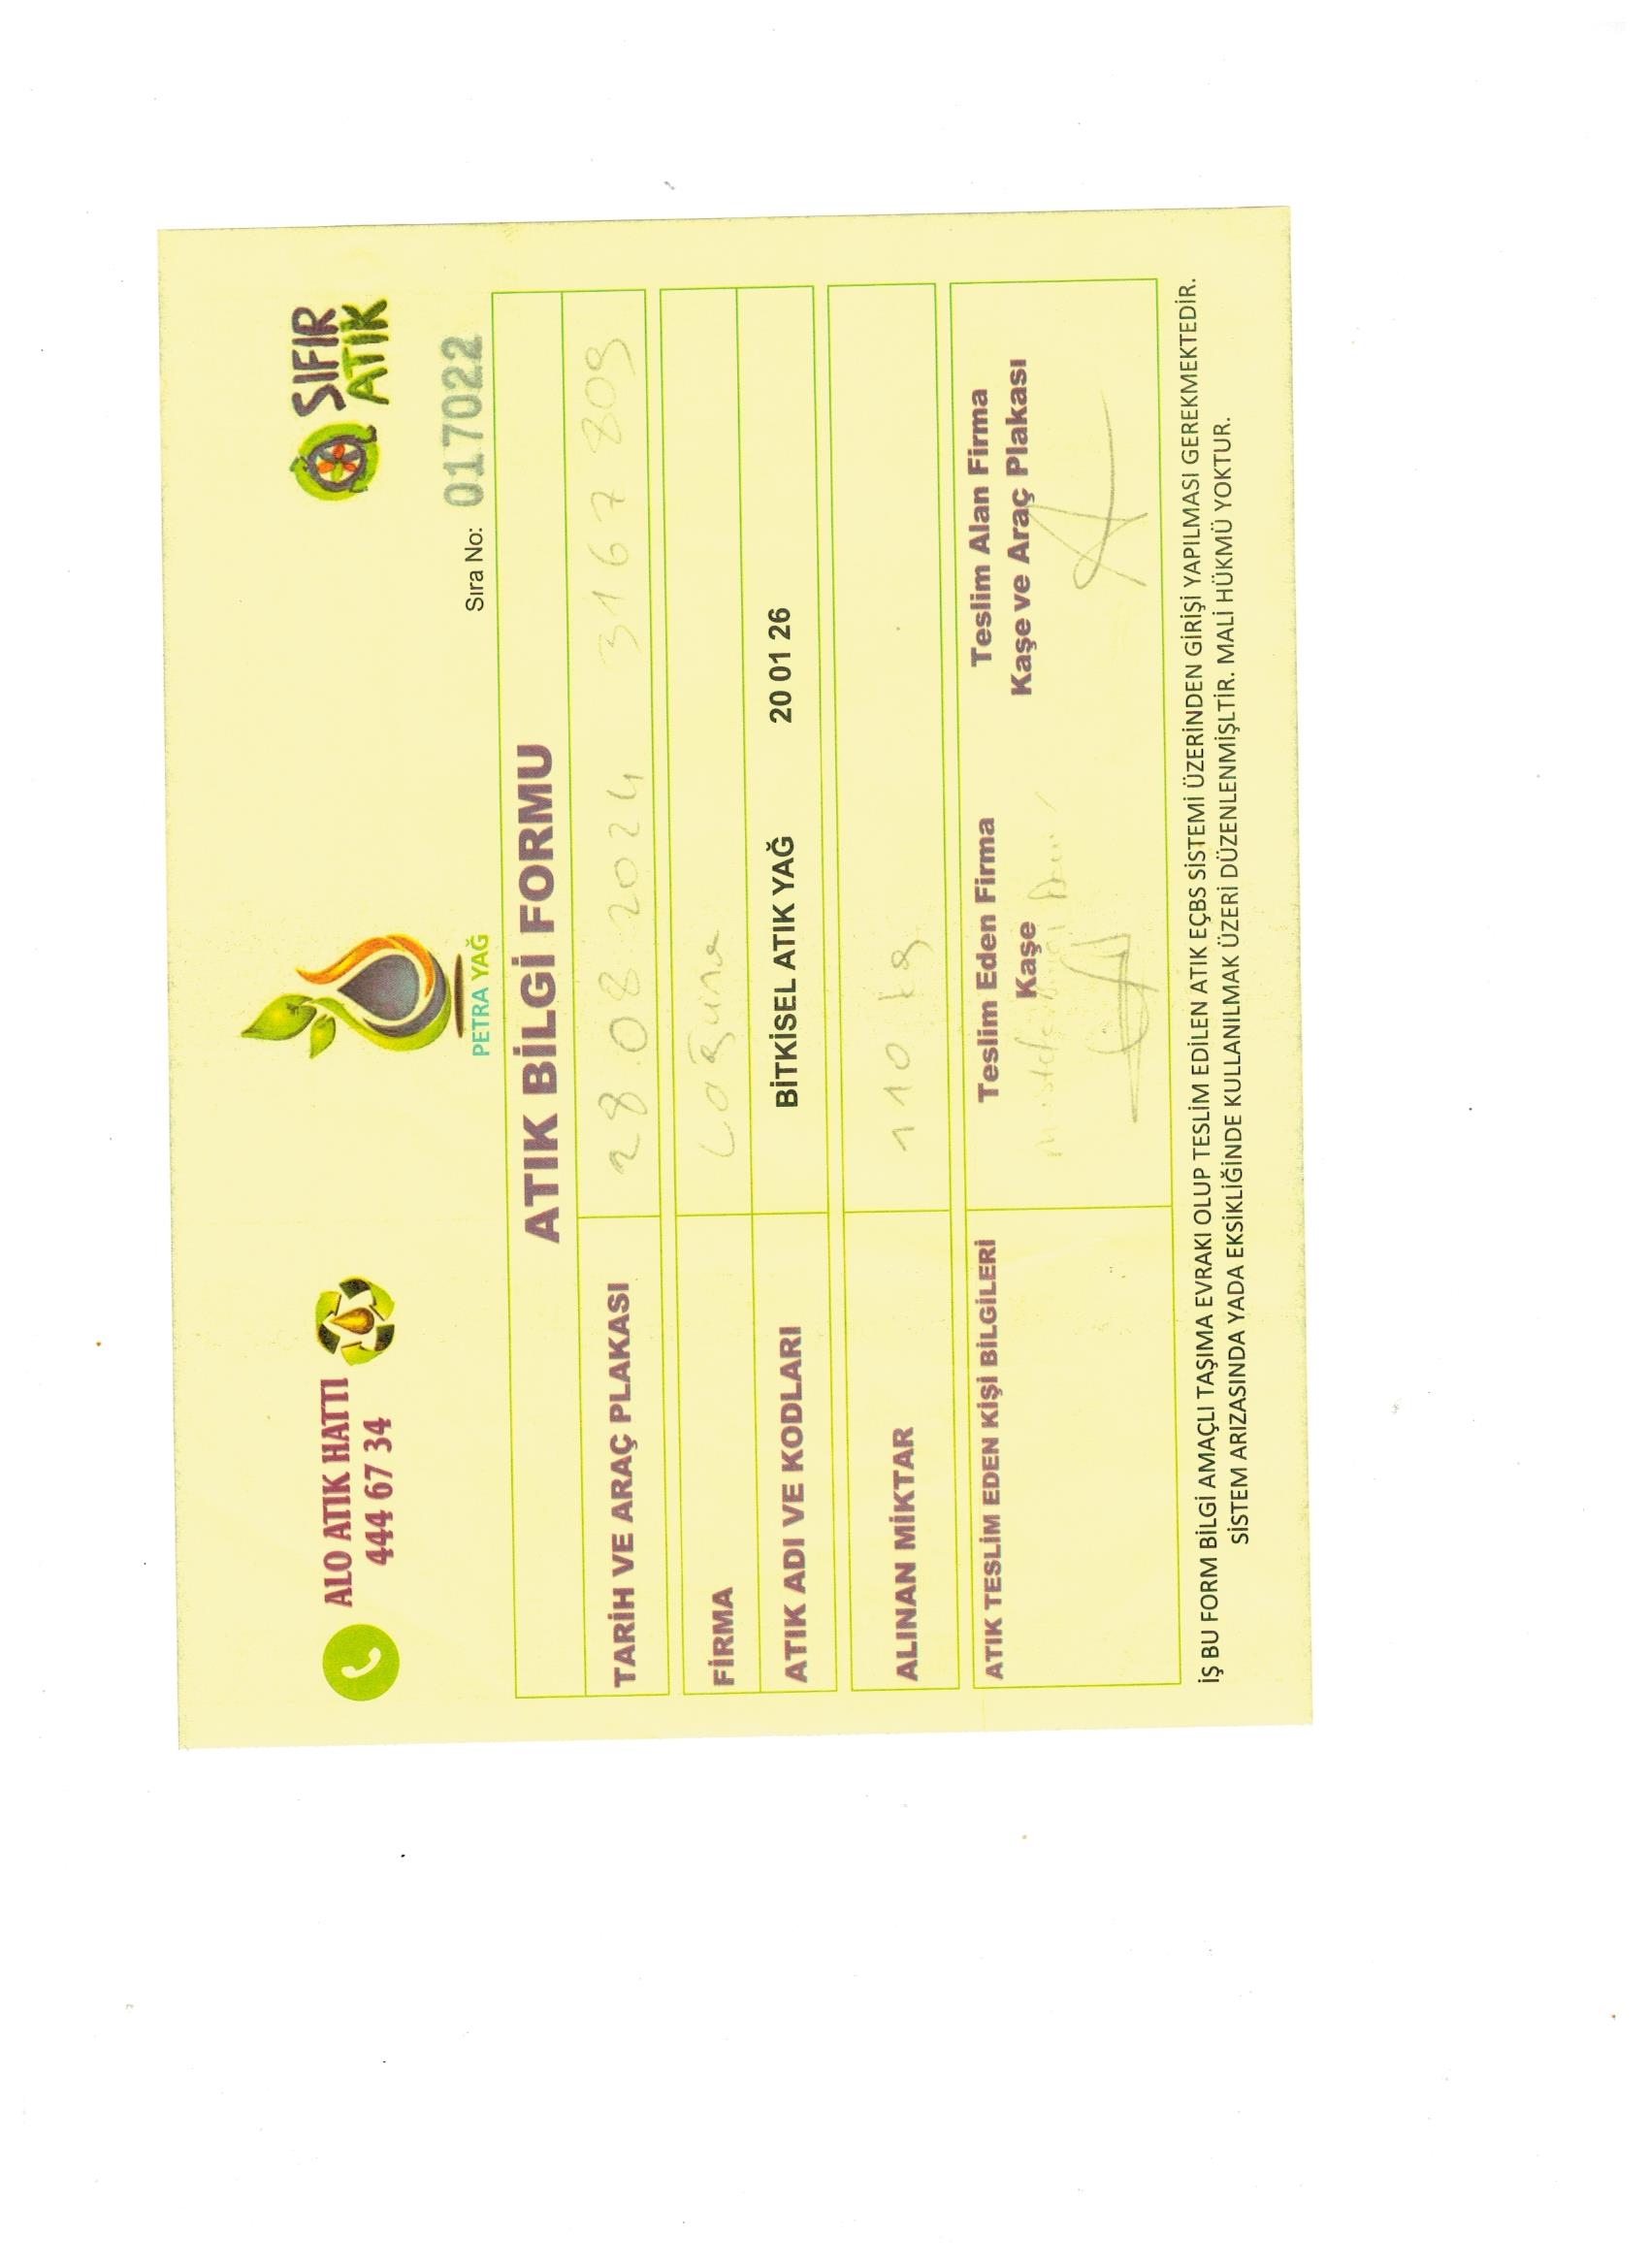 ALO ATIK HATTI
444 67 34
PETRA YAĞ
SIFIR
ATIK
Sıra No: 017022
ATIK BİLGİ FORMU
TARİH VE ARAÇ PLAKASI 28.08.2024 3167809
FİRMA
ATIK ADI VE KODLARI BİTKİSEL ATIK YAĞ 20 01 26
ALINAN MİKTAR 110 kg
ATIK TESLİM EDEN KİŞİ BİLGİLERİ
Teslim Eden Firma
Kaşe
Teslim Alan Firma
Kaşe ve Araç Plakası
İŞ BU FORM BİLGİ AMAÇLI TAŞIMA EVRAKI OLUP TESLİM EDİLEN ATIK EÇBS SİSTEMİ ÜZERİNDEN GİRİŞİ YAPILMASI GEREKMEKTEDİR.
SİSTEM ARIZASINDA YADA EKSİKLİĞİNDE KULLANILMAK ÜZERİ DÜZENLENMİŞLTİR. MALİ HÜKMÜ YOKTUR.